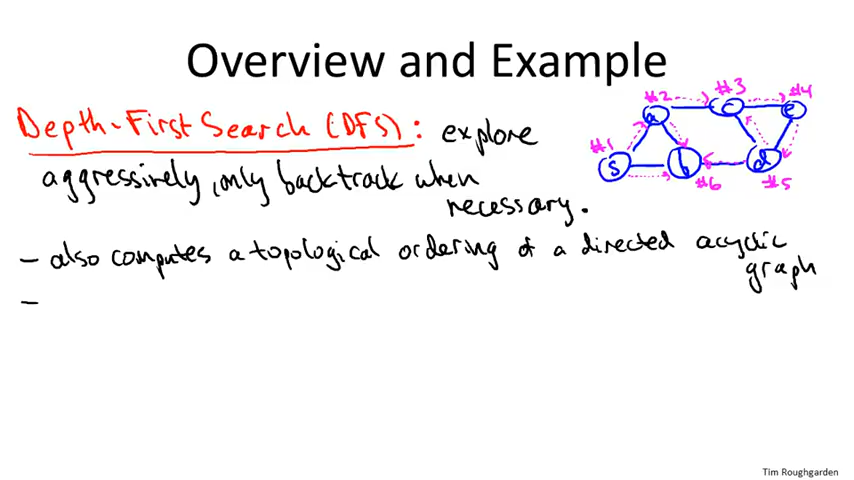 Overview and Example
Depth-First Search (DFS): explore
aggressively, only backtrack when
necessary.
- also computes a topological ordering of a directed acyclic
graph
-
#1 #2 #3 #4 #5 #6
s a c e b d
Tim Roughgarden